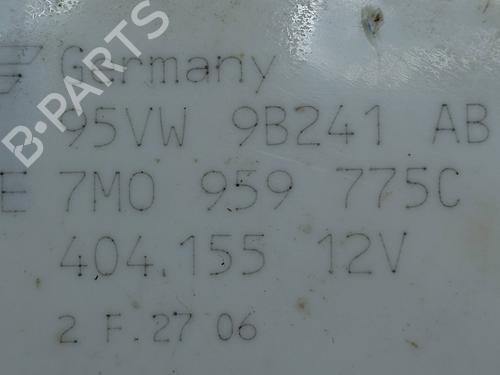 Germany
95VW 9B241 AB
E 7M0 959 775C
404.155 12V
2 F.27 06
B-PARTS